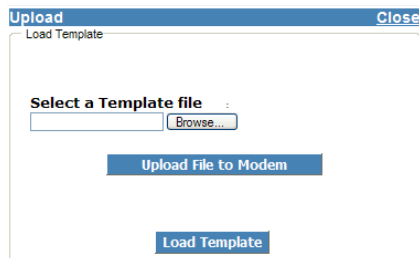 Upload Close
Load Template
Select a Template file :
Browse...
Upload File to Modem
Load Template